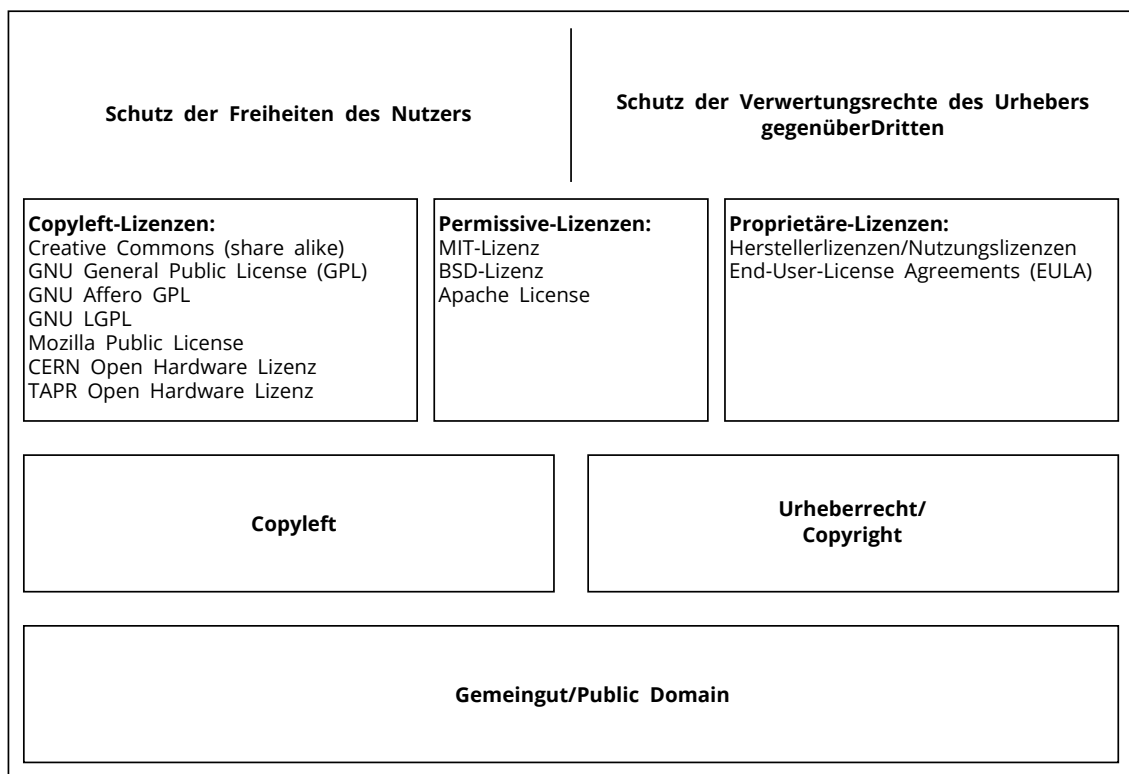 Schutz der Freiheiten des Nutzers
Schutz der Verwertungsrechte des Urhebers
gegenüberDritten
Copyleft-Lizenzen:
Creative Commons (share alike)
GNU General Public License (GPL)
GNU Affero GPL
GNU LGPL
Mozilla Public License
CERN Open Hardware Lizenz
TAPR Open Hardware Lizenz
Permissive-Lizenzen:
MIT-Lizenz
BSD-Lizenz
Apache License
Proprietäre-Lizenzen:
Herstellerlizenzen/Nutzungslizenzen
End-User-License Agreements (EULA)
Copyleft
Urheberrecht/
Copyright
Gemeingut/Public Domain